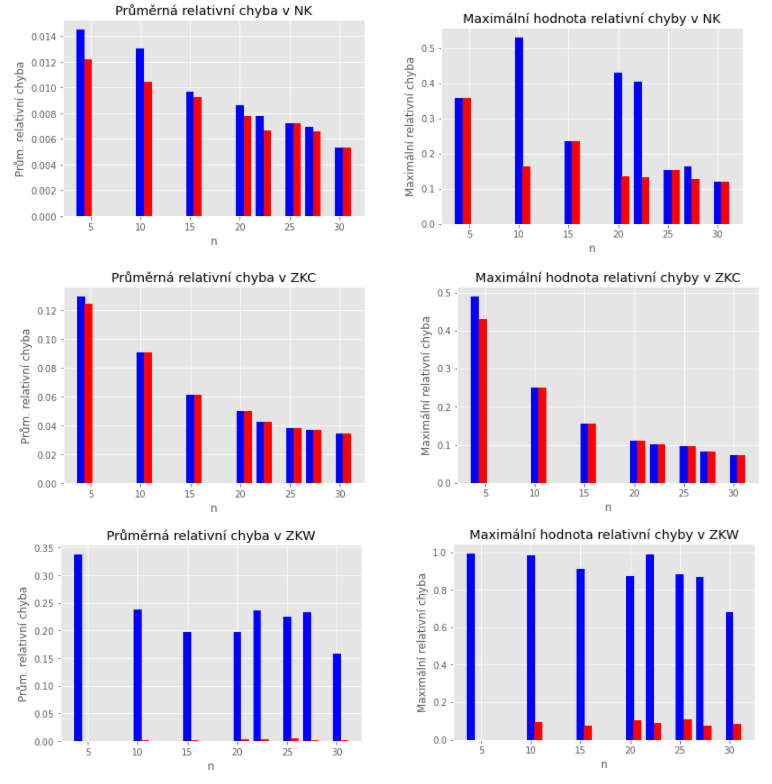 Průměrná relativní chyba v NK
Prům. relativní chyba
0.014
0.012
0.010
0.008
0.006
0.004
0.002
0.000
5 10 15 20 25 30
n
Maximální hodnota relativní chyby v NK
Maximální relativní chyba
0.5
0.4
0.3
0.2
0.1
0.0
5 10 15 20 25 30
n
Průměrná relativní chyba v ZKC
Prům. relativní chyba
0.12
0.10
0.08
0.06
0.04
0.02
0.00
5 10 15 20 25 30
n
Maximální hodnota relativní chyby v ZKC
Maximální relativní chyba
0.5
0.4
0.3
0.2
0.1
0.0
5 10 15 20 25 30
n
Průměrná relativní chyba v ZKW
Prům. relativní chyba
0.35
0.30
0.25
0.20
0.15
0.10
0.05
0.00
5 10 15 20 25 30
n
Maximální hodnota relativní chyby v ZKW
Maximální relativní chyba
1.0
0.8
0.6
0.4
0.2
0.0
5 10 15 20 25 30
n